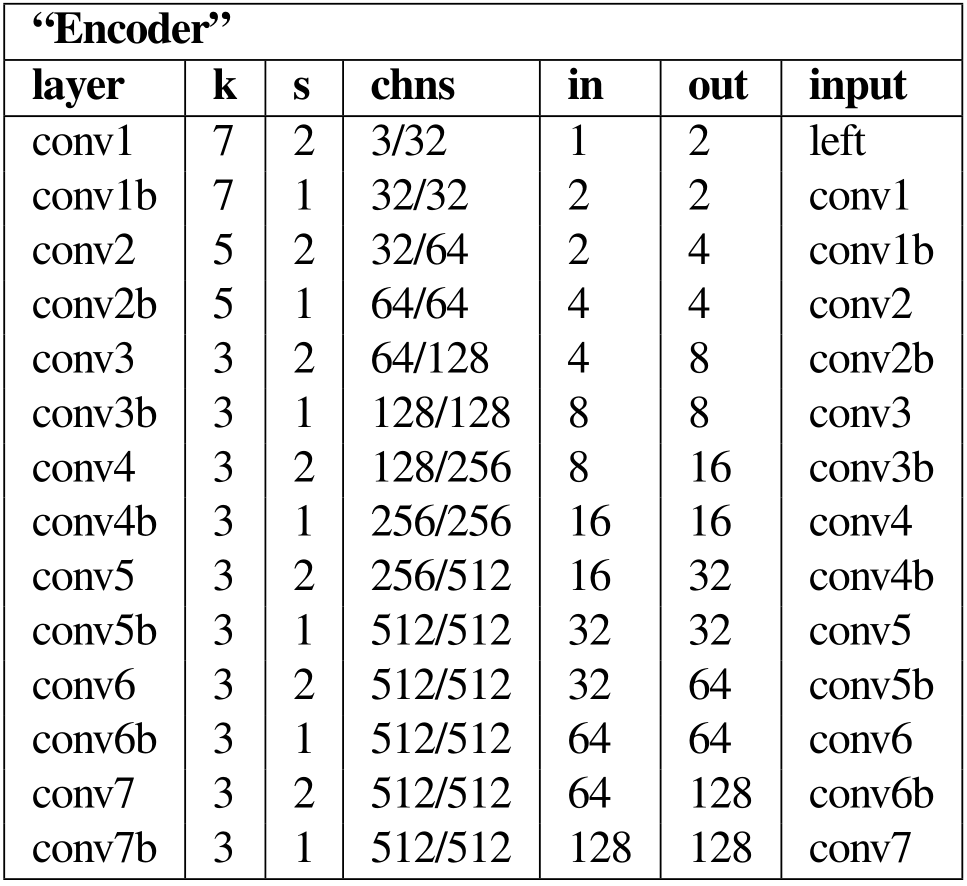 “Encoder”
layer k s chns in out input
conv1 7 2 3/32 1 2 left
conv1b 7 1 32/32 2 2 conv1
conv2 5 2 32/64 2 4 conv1b
conv2b 5 1 64/64 4 4 conv2
conv3 3 2 64/128 4 8 conv2b
conv3b 3 1 128/128 8 8 conv3
conv4 3 2 128/256 8 16 conv3b
conv4b 3 1 256/256 16 16 conv4
conv5 3 2 256/512 16 32 conv4b
conv5b 3 1 512/512 32 32 conv5
conv6 3 2 512/512 32 64 conv5b
conv6b 3 1 512/512 64 64 conv6
conv7 3 2 512/512 64 128 conv6b
conv7b 3 1 512/512 128 128 conv7